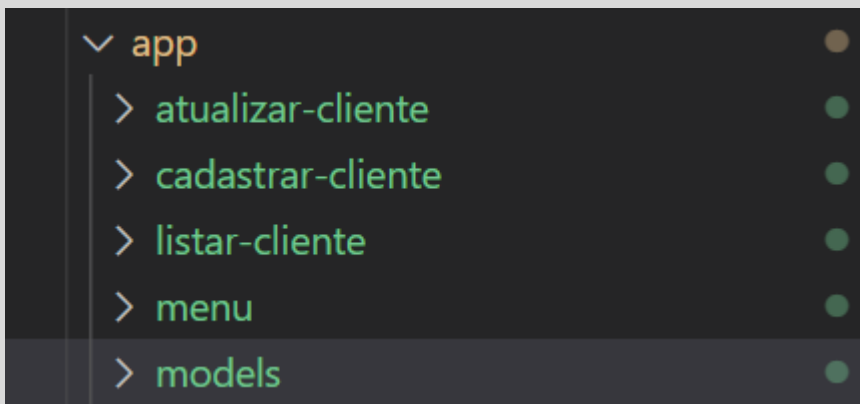 app
atualizar-cliente
cadastrar-cliente
listar-cliente
menu
models